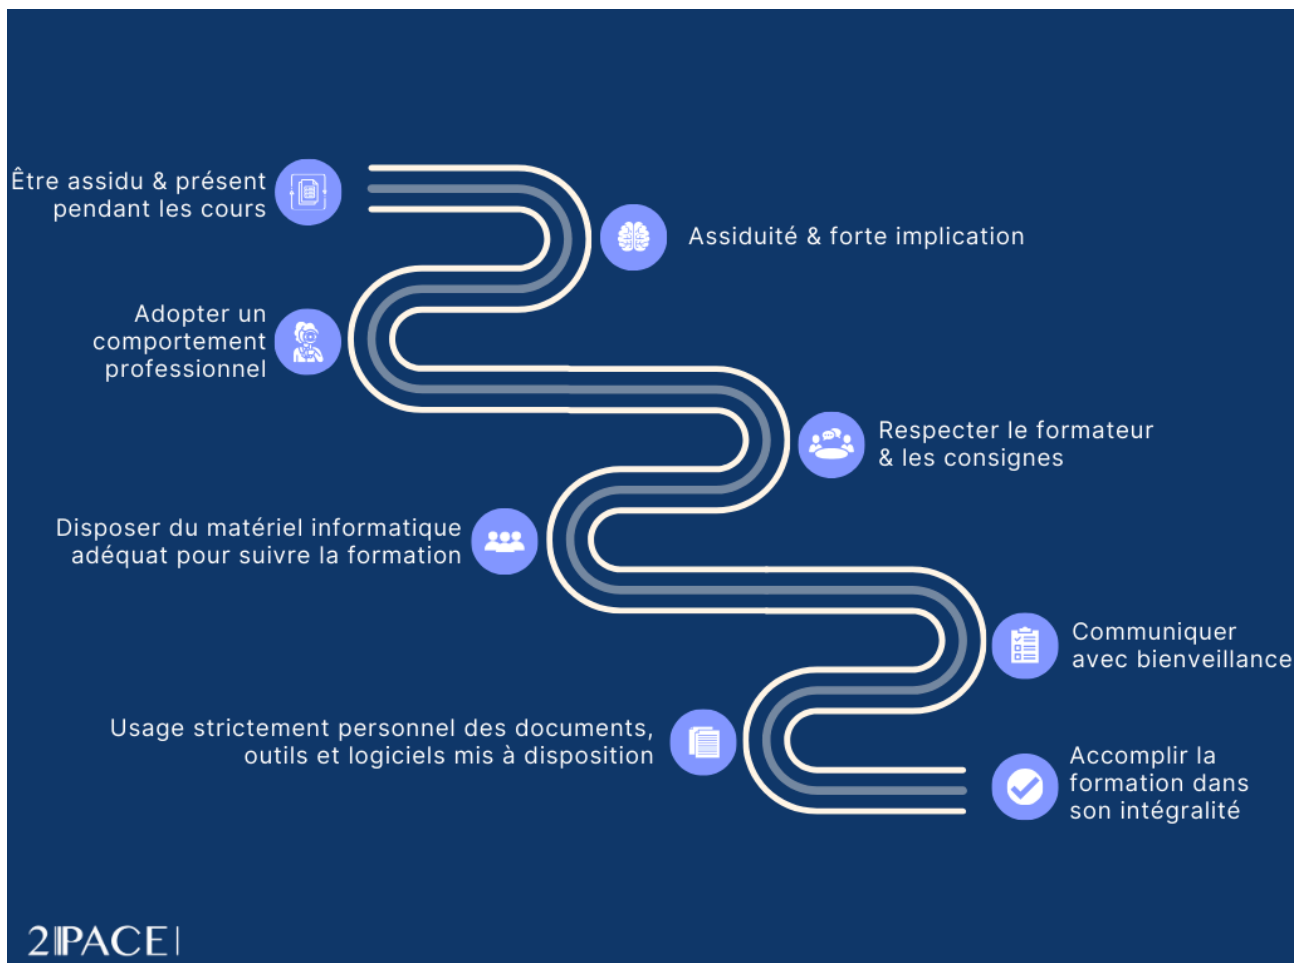 Être assidu & présent
pendant les cours
Assiduité & forte implication
Adopter un
comportement
professionnel
Respecter le formateur
& les consignes
Disposer du matériel informatique
adéquat pour suivre la formation
Communiquer
avec bienveillance
Usage strictement personnel des documents,
outils et logiciels mis à disposition
Accomplir la
formation dans
son intégralité
2IPACE